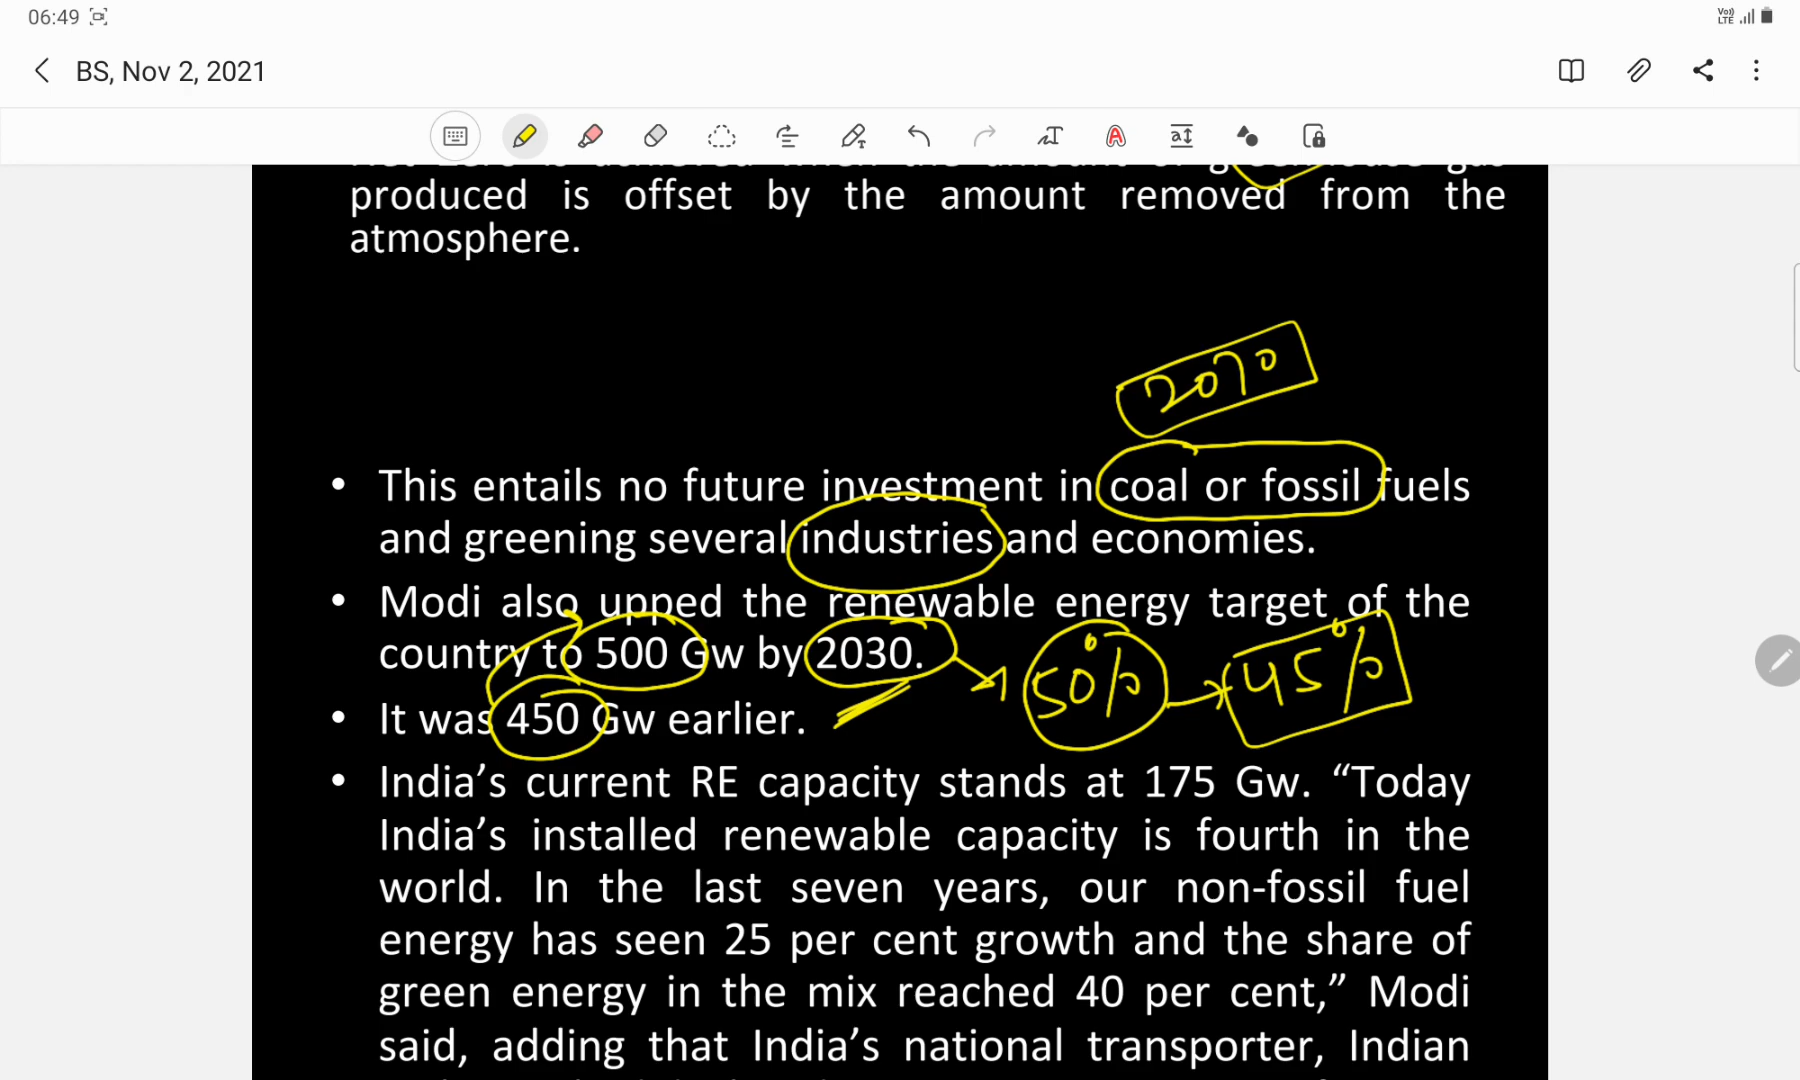 06:49
Vo))
LTE
BS, Nov 2, 2021
produced is offset by the amount removed from the
atmosphere.
2070
• This entails no future investment in coal or fossil fuels
and greening several industries and economies.
• Modi also upped the renewable energy target of the
country to 500 Gw by 2030.
50% 45%
• It was 450 Gw earlier.
• India’s current RE capacity stands at 175 Gw. “Today
India’s installed renewable capacity is fourth in the
world. In the last seven years, our non-fossil fuel
energy has seen 25 per cent growth and the share of
green energy in the mix reached 40 per cent,” Modi
said, adding that India’s national transporter, Indian